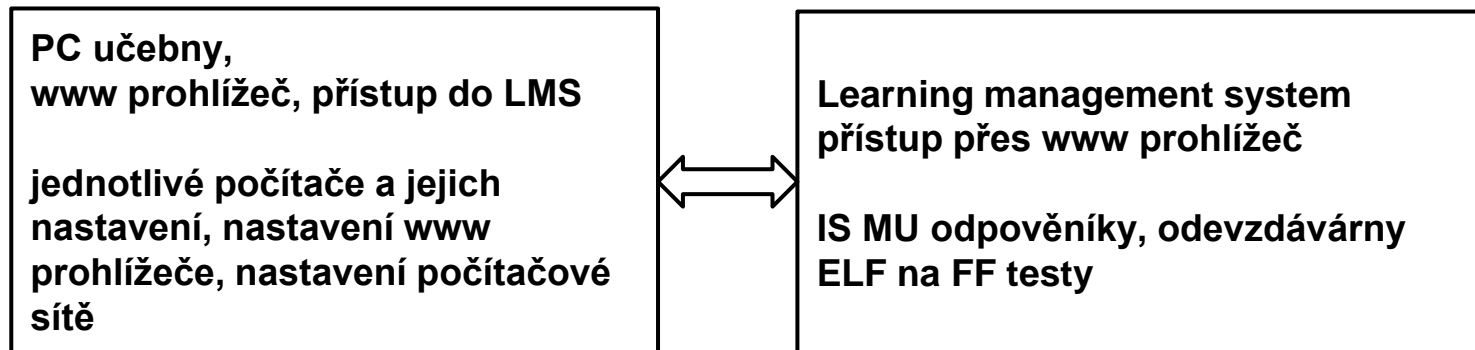 PC učebny,
www prohlížeč, přístup do LMS
jednotlivé počítače a jejich
nastavení, nastavení www
prohlížeče, nastavení počítačové
sítě
Learning management system
přístup přes www prohlížeč
IS MU odpověníky, odevzdávárny
ELF na FF testy